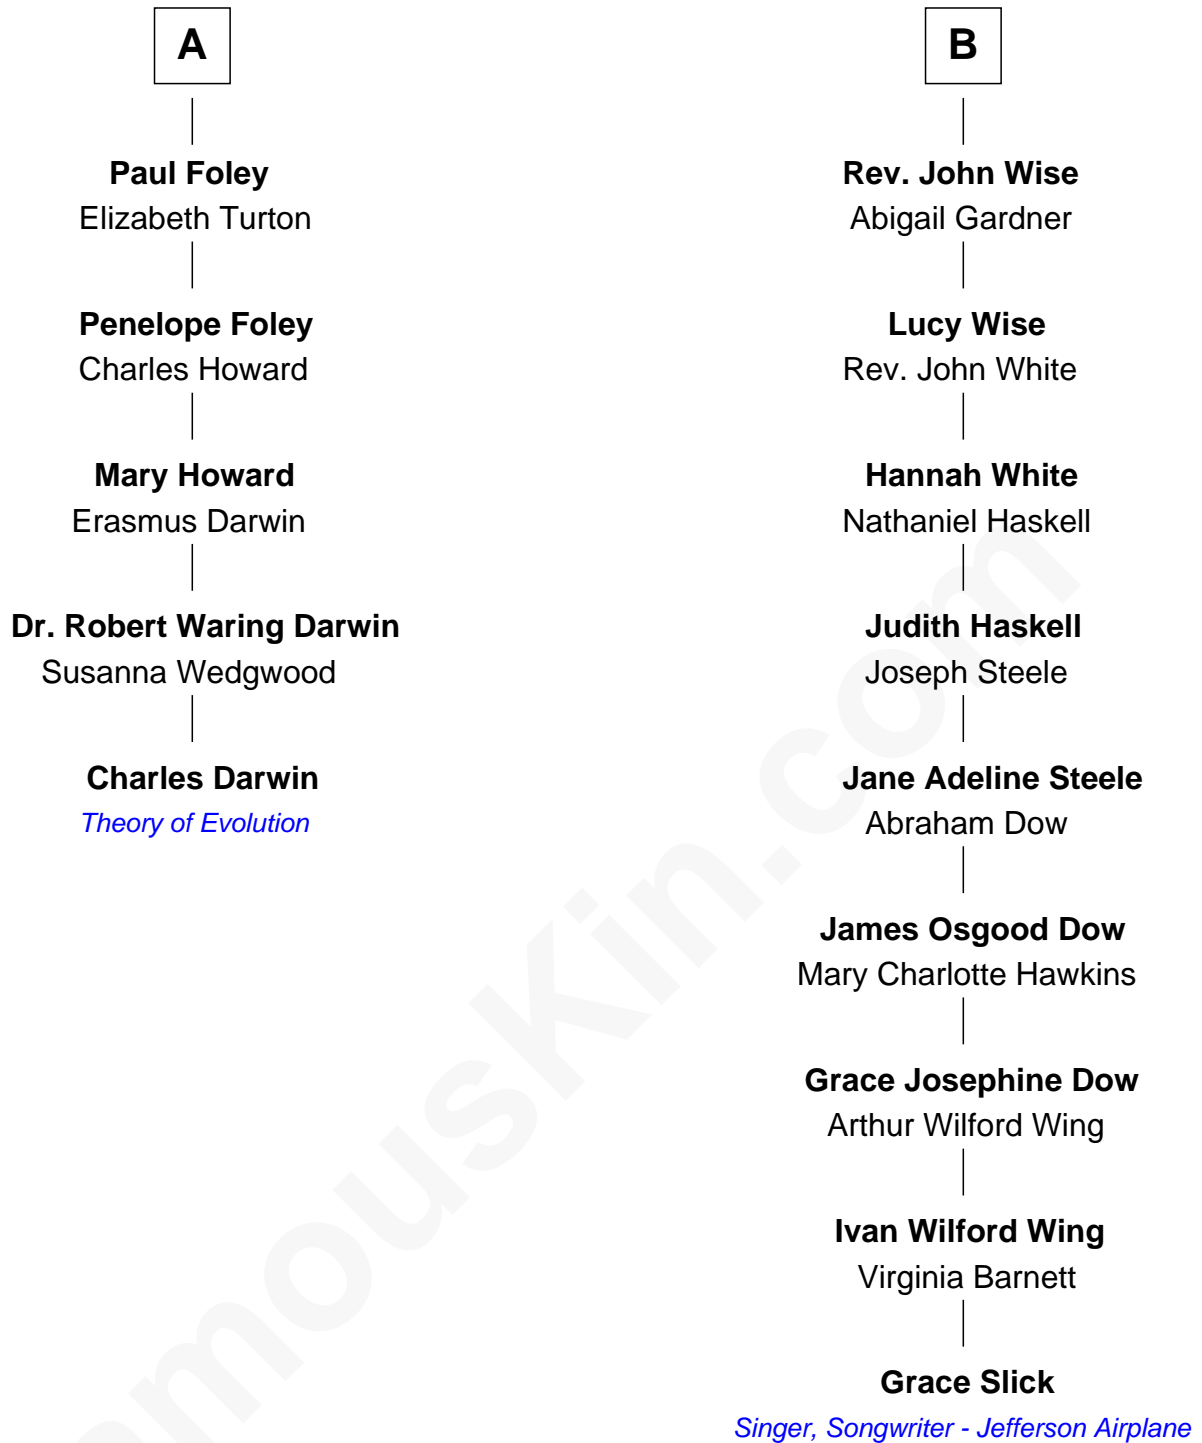 A
Paul Foley
Elizabeth Turton
Penelope Foley
Charles Howard
Mary Howard
Erasmus Darwin
Dr. Robert Waring Darwin
Susanna Wedgwood
Charles Darwin
Theory of Evolution
B
Rev. John Wise
Abigail Gardner
Lucy Wise
Rev. John White
Hannah White
Nathaniel Haskell
Judith Haskell
Joseph Steele
Jane Adeline Steele
Abraham Dow
James Osgood Dow
Mary Charlotte Hawkins
Grace Josephine Dow
Arthur Wilford Wing
Ivan Wilford Wing
Virginia Barnett
Grace Slick
Singer, Songwriter - Jefferson Airplane
amouskin.com